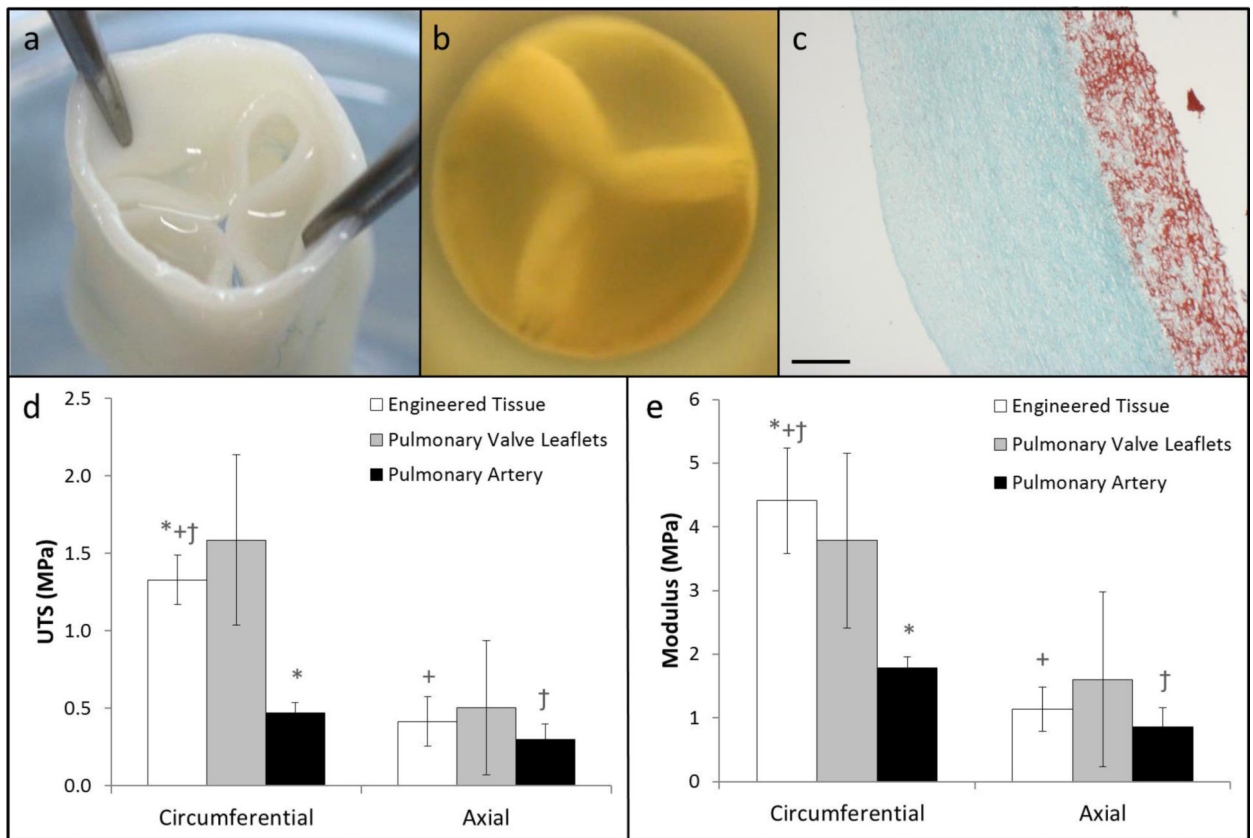 a
b
c
d
2.5
2.0
1.5
1.0
0.5
0.0
UTS (MPa)
Engineered Tissue
Pulmonary Valve Leaflets
Pulmonary Artery
*+†
*
+
†
Circumferential
Axial
e
6
5
4
3
2
1
0
Modulus (MPa)
Engineered Tissue
Pulmonary Valve Leaflets
Pulmonary Artery
*+†
*
+
†
Circumferential
Axial